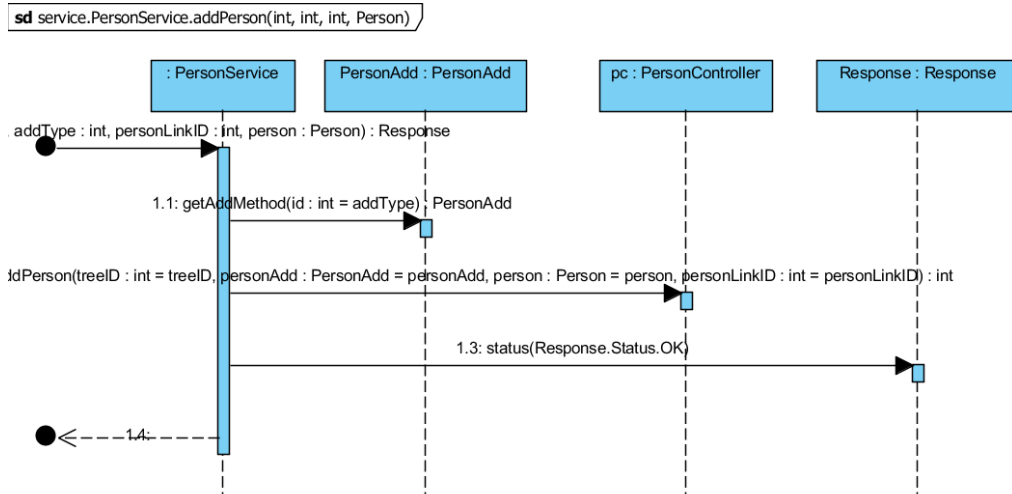 sd service.PersonService.addPerson(int, int, int, Person)
: PersonService
PersonAdd : PersonAdd
pc : PersonController
Response : Response
, addType : int, personLinkID : int, person : Person) : Response
1.1: getAddMethod(id : int = addType) : PersonAdd
ddPerson(treeID : int = treeID, personAdd : PersonAdd = personAdd, person : Person = person, personLinkID : int = personLinkID) : int
1.3: status(Response.Status.OK)
1.4: